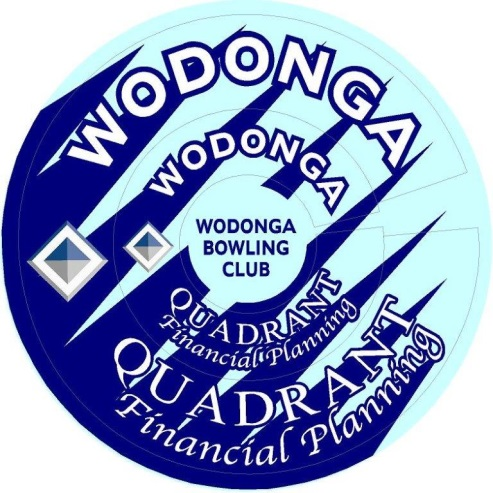 WODONGA
WODONGA
WODONGA
BOWLING
CLUB
QUADRANT
Financial Planning
QUADRANT
Financial Planning